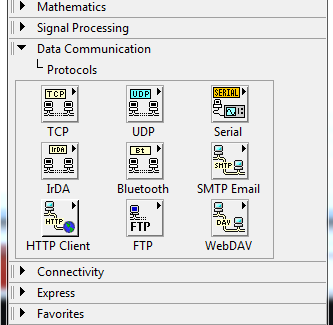 Mathematics
Signal Processing
Data Communication
Protocols
TCP UDP SERIAL
TCP UDP Serial
IrDA Bt SMTP
IrDA Bluetooth SMTP Email
HTTP FTP DAV
HTTP Client FTP WebDAV
Connectivity
Express
Favorites